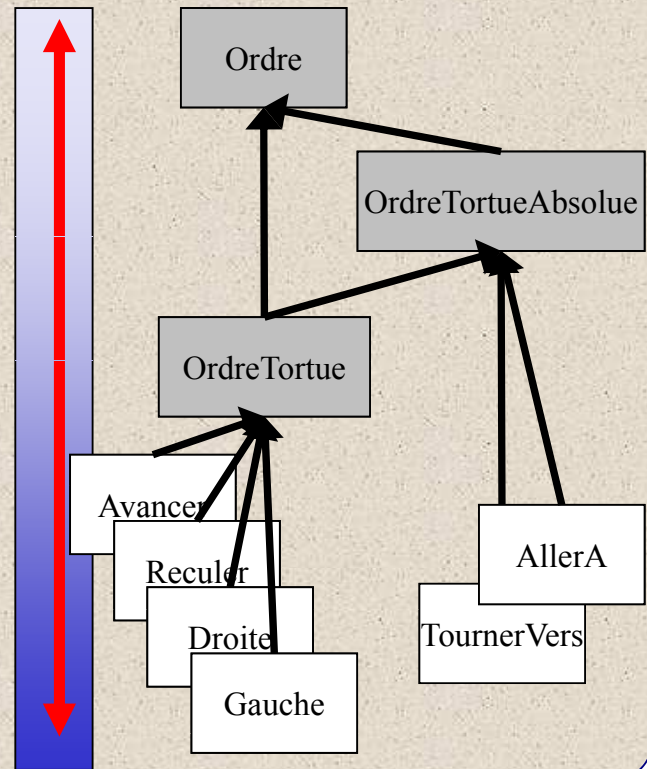 Ordre
OrdreTortueAbsolue
OrdreTortue
Avancer
Reculer
Droite
Gauche
AllerA
TournerVers